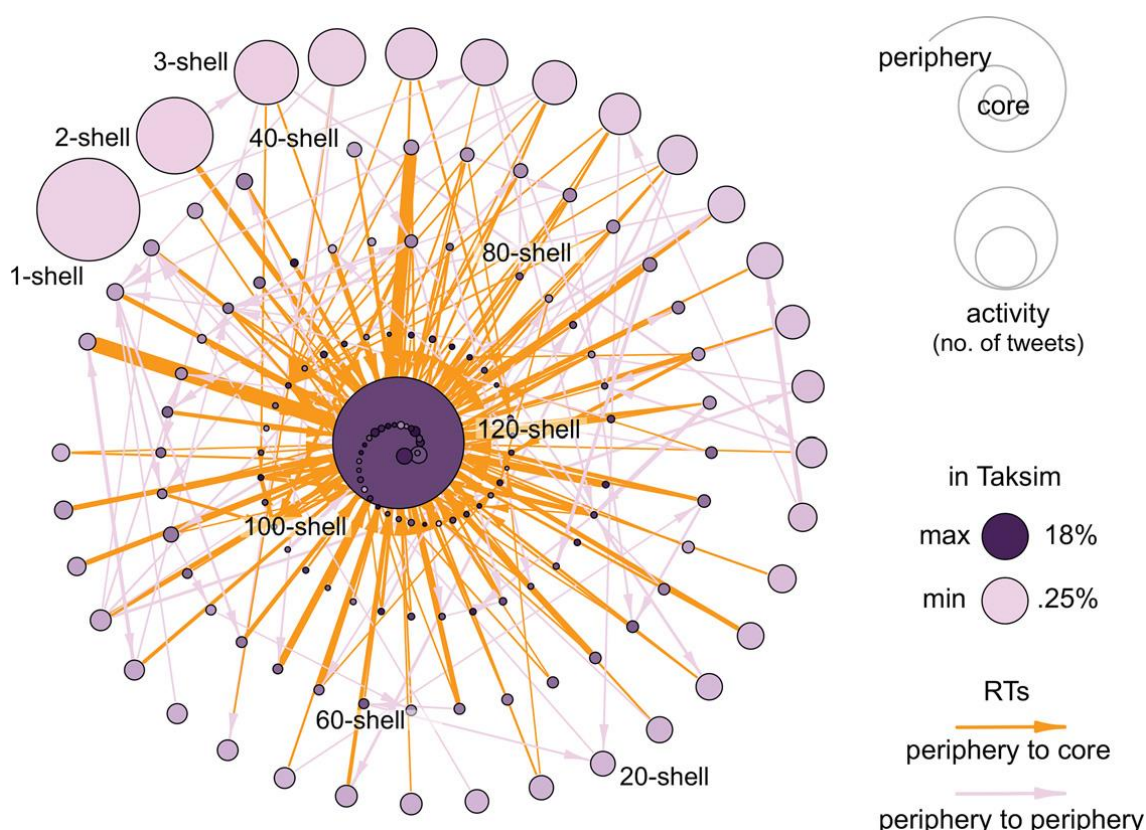 3-shell
2-shell
40-shell
1-shell
80-shell
120-shell
100-shell
60-shell
20-shell
periphery
core
activity
(no. of tweets)
in Taksim
max 18%
min .25%
RTs
periphery to core
periphery to periphery